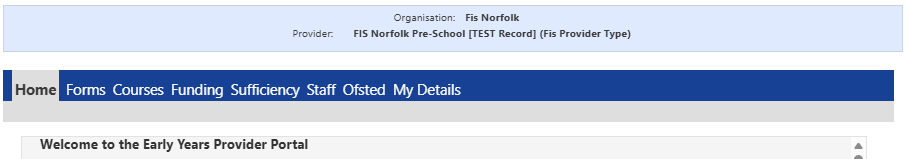 Organisation: Fis Norfolk
Provider: FIS Norfolk Pre-School [TEST Record] (Fis Provider Type)
Home Forms Courses Funding Sufficiency Staff Ofsted My Details
Welcome to the Early Years Provider Portal